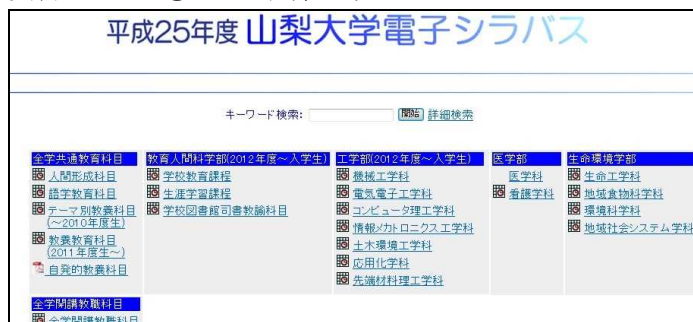 平成25年度 山梨大学電子シラバス
キーワード検索: 開始 詳細検索
全学共通教育科目
人間形成科目
語学教育科目
テーマ別教養科目
(～2010年度生)
教養教育科目
(2011年度生～)
自発的教養科目
教育人間科学部(2012年度～入学生)
学校教育課程
生涯学習課程
学校図書館司書教諭科目
工学部(2012年度～入学生)
機械工学科
電気電子工学科
コンピュータ理工学科
情報メカトロニクス工学科
土木環境工学科
応用化学科
先端材料理工学科
医学部
医学科
看護学科
生命環境学部
生命工学科
地域食物科学科
環境科学科
地域社会システム学科
全学開講教職科目
全学開講教職科目